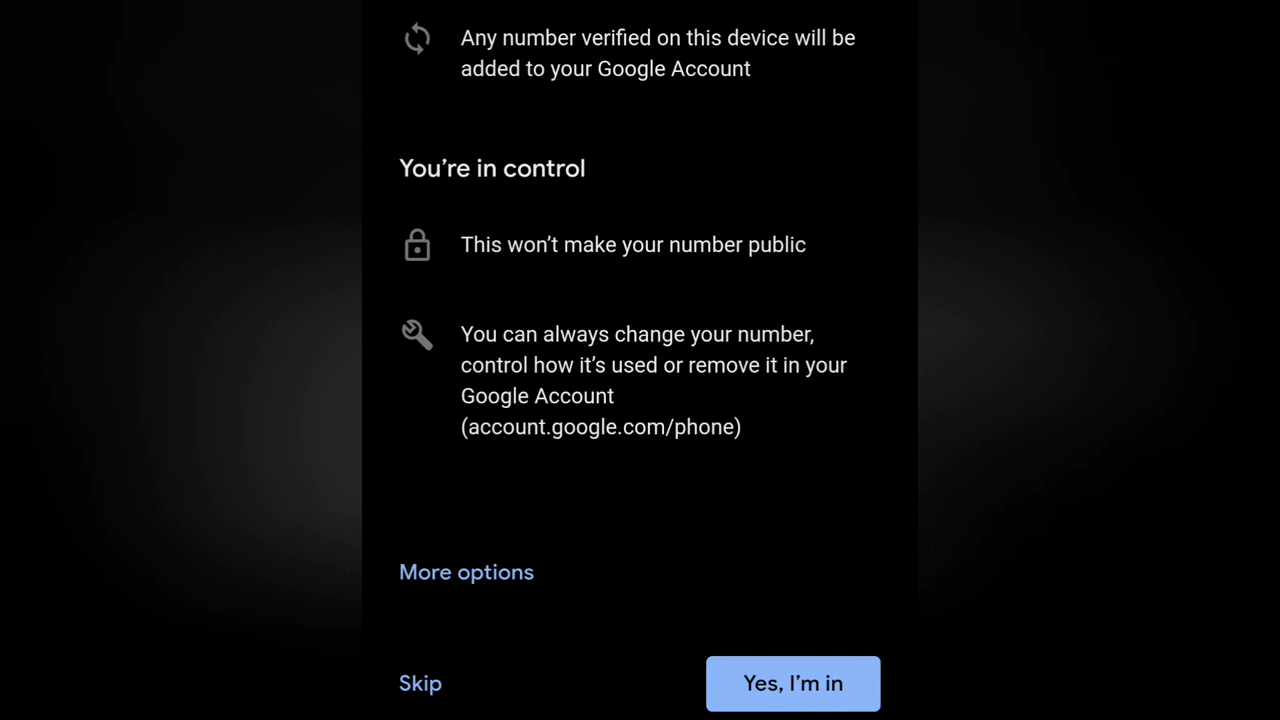 Any number verified on this device will be
added to your Google Account
You’re in control
This won’t make your number public
You can always change your number,
control how it’s used or remove it in your
Google Account
(account.google.com/phone)
More options
Skip
Yes, I’m in